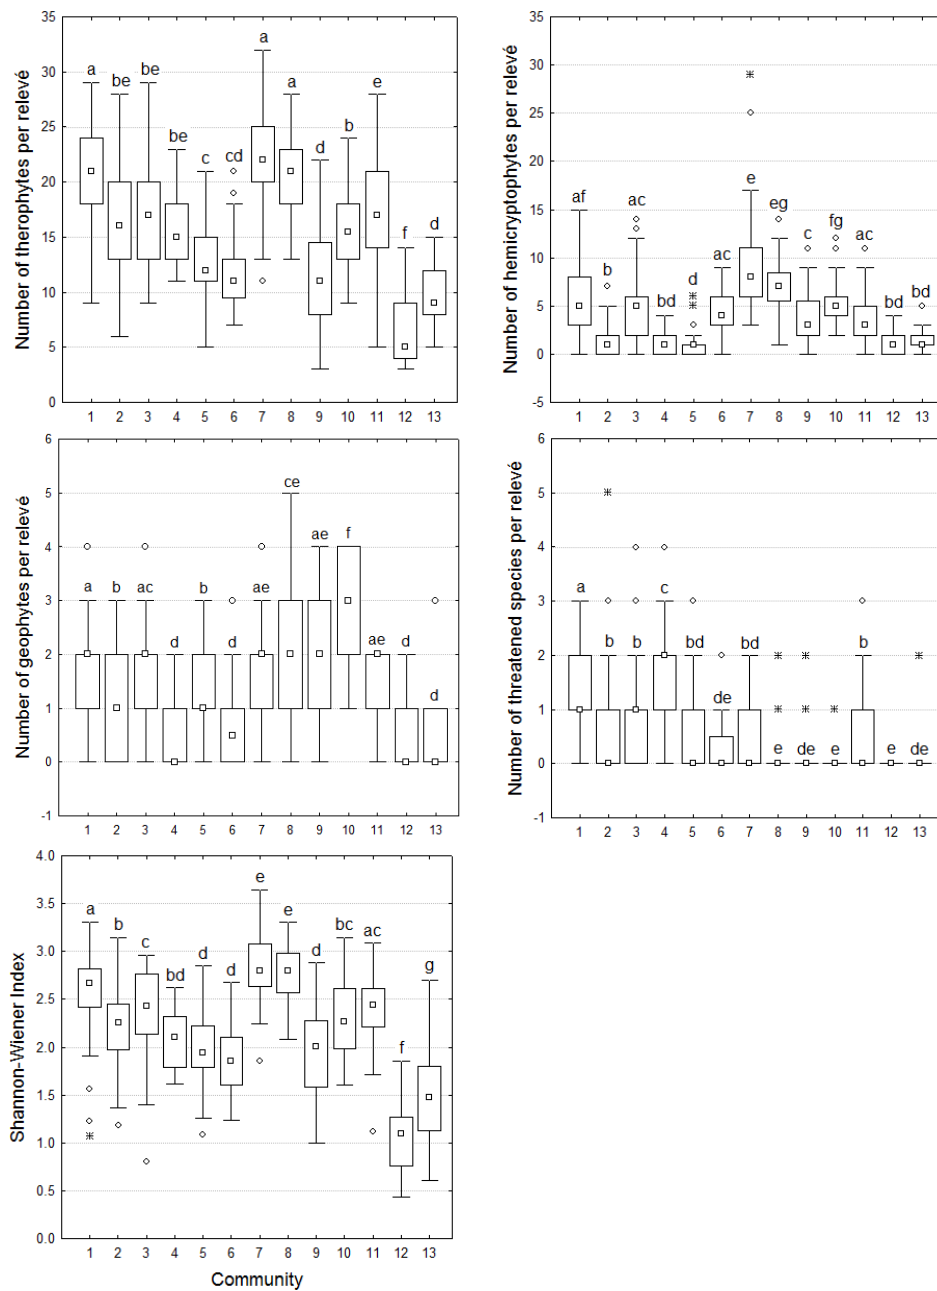 Number of therophytes per relevé
35
30
25
20
15
10
5
0
a be be be c cd a a d b e f d
1 2 3 4 5 6 7 8 9 10 11 12 13
Number of hemicryptophytes per relevé
35
30
25
20
15
10
5
0
-5
af b ac bd d ac e eg c fg ac bd bd
1 2 3 4 5 6 7 8 9 10 11 12 13
Number of geophytes per relevé
6
5
4
3
2
1
0
-1
a b ac d b d ae ce ae f ae d d
1 2 3 4 5 6 7 8 9 10 11 12 13
Number of threatened species per relevé
6
5
4
3
2
1
0
-1
a b b c bd de bd e de e b e de
1 2 3 4 5 6 7 8 9 10 11 12 13
Shannon-Wiener Index
4.0
3.5
3.0
2.5
2.0
1.5
1.0
0.5
0.0
a b c bd d d e e d bc ac f g
1 2 3 4 5 6 7 8 9 10 11 12 13
Community